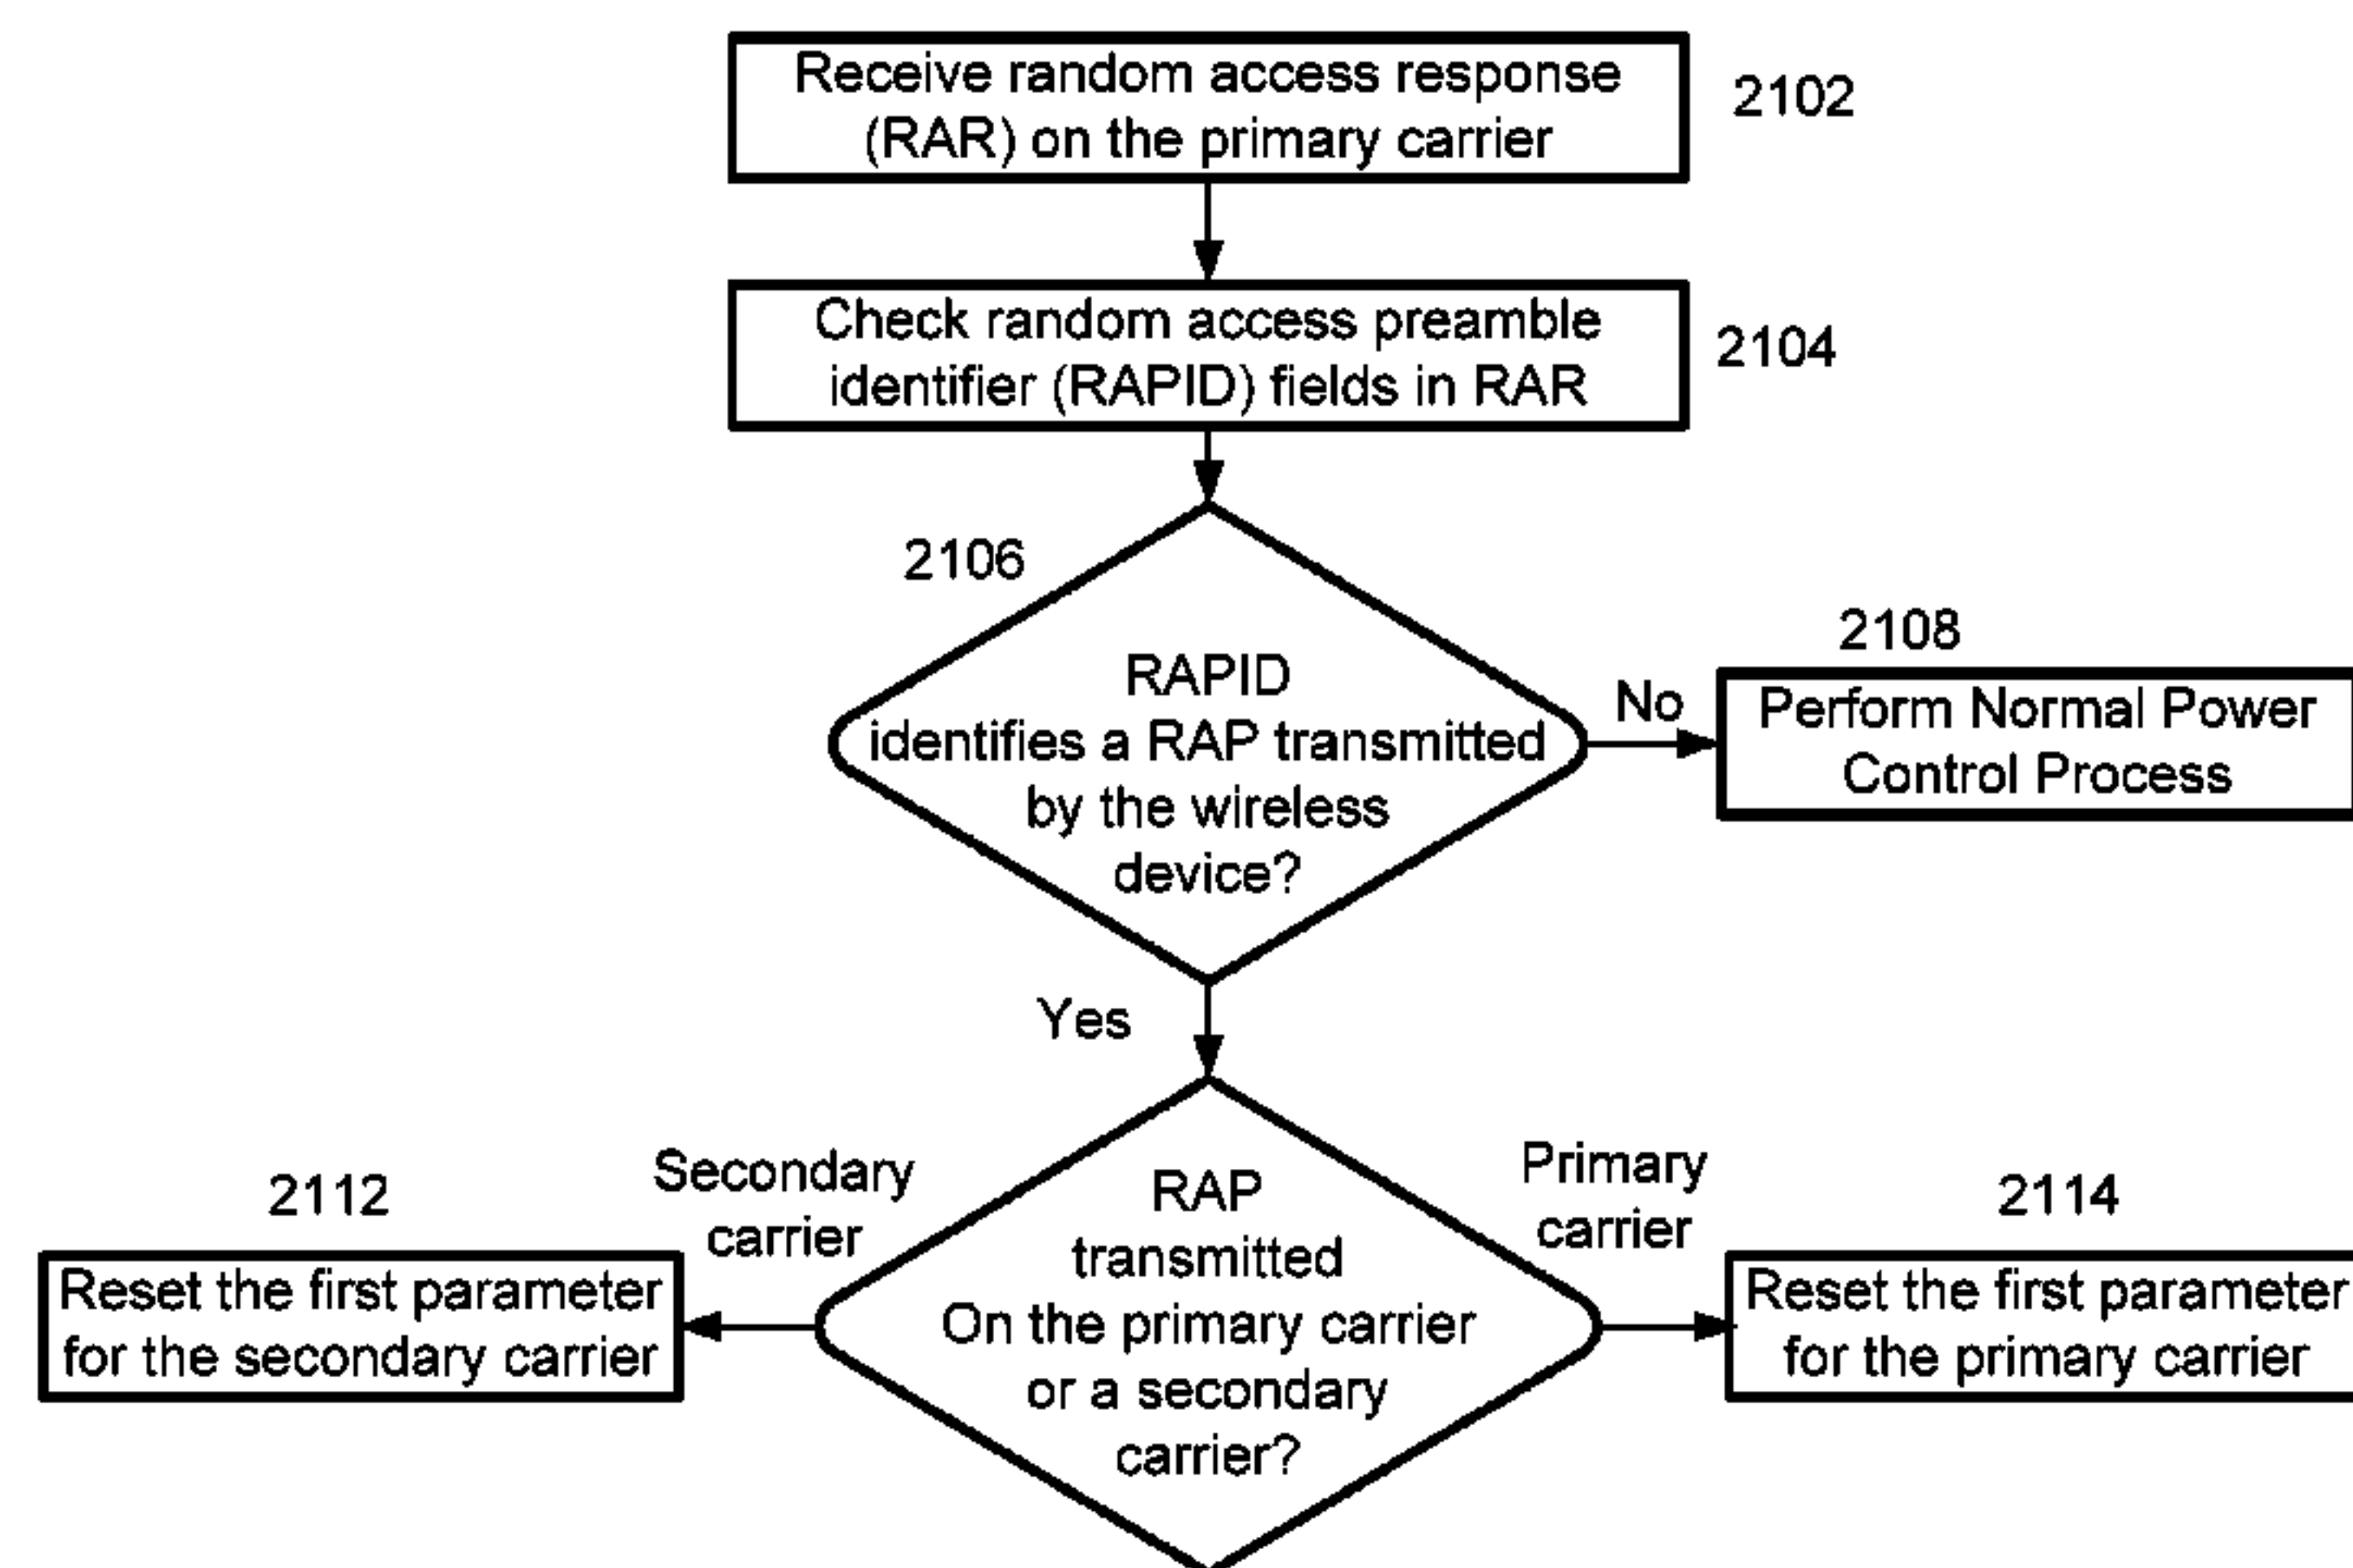 Receive random access response
(RAR) on the primary carrier
2102
Check random access preamble
identifier (RAPID) fields in RAR
2104
2106
RAPID
identifies a RAP transmitted
by the wireless
device?
No
2108
Perform Normal Power
Control Process
Yes
RAP
transmitted
On the primary carrier
or a secondary
carrier?
Secondary
carrier
2112
Reset the first parameter
for the secondary carrier
Primary
carrier
2114
Reset the first parameter
for the primary carrier